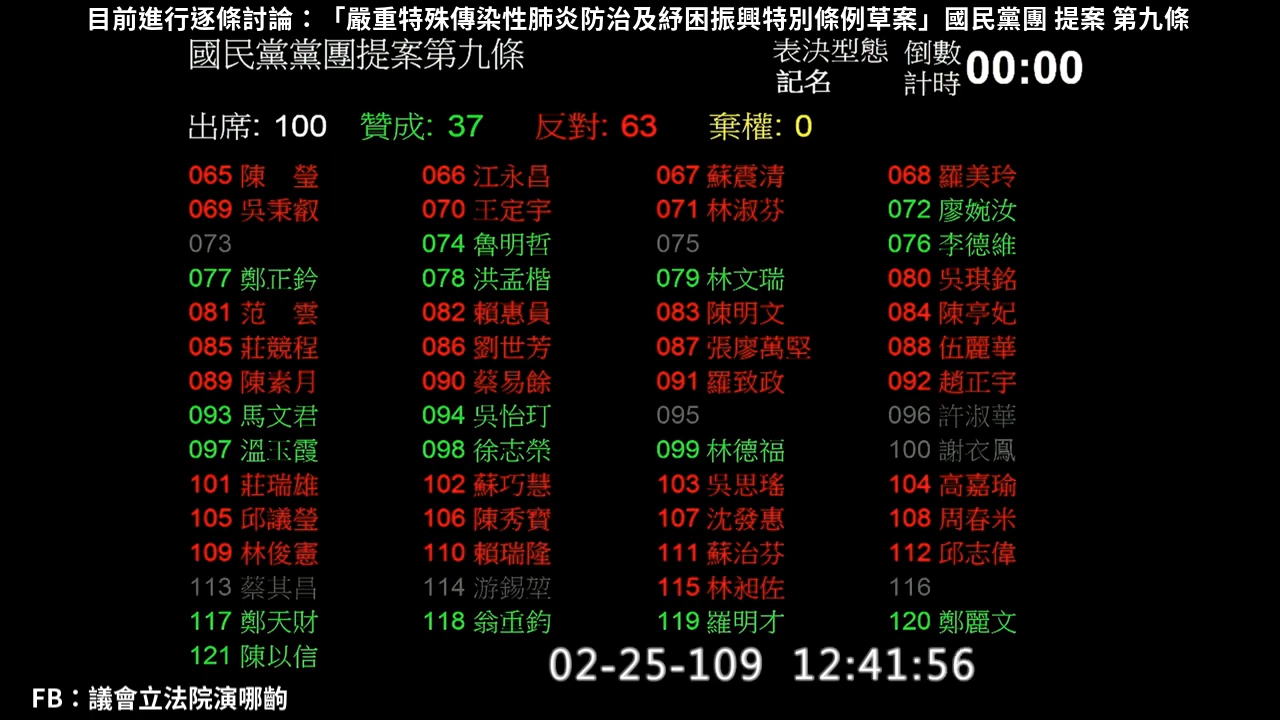 目前進行逐條討論：「嚴重特殊傳染性肺炎防治及紓困振興特別條例草案」國民黨團 提案 第九條
國民黨黨團提案第九條 表決型態 記名 倒數計時 00:00
出席: 100 贊成: 37 反對: 63 棄權: 0
065 陳 瑩 066 江永昌 067 蘇震清 068 羅美玲
069 吳秉叡 070 王定宇 071 林淑芬 072 廖婉汝
073 074 魯明哲 075 076 李德維
077 鄭正鈐 078 洪孟楷 079 林文瑞 080 吳琪銘
081 范 雲 082 賴惠員 083 陳明文 084 陳亭妃
085 莊競程 086 劉世芳 087 張廖萬堅 088 伍麗華
089 陳素月 090 蔡易餘 091 羅致政 092 趙正宇
093 馬文君 094 吳怡玎 095 096 許淑華
097 溫玉霞 098 徐志榮 099 林德福 100 謝衣鳳
101 莊瑞雄 102 蘇巧慧 103 吳思瑤 104 高嘉瑜
105 邱議瑩 106 陳秀寶 107 沈發惠 108 周春米
109 林俊憲 110 賴瑞隆 111 蘇治芬 112 邱志偉
113 蔡其昌 114 游錫堃 115 林昶佐 116
117 鄭天財 118 翁重鈞 119 羅明才 120 鄭麗文
121 陳以信
02-25-109 12:41:56
FB：議會立法院演哪齣